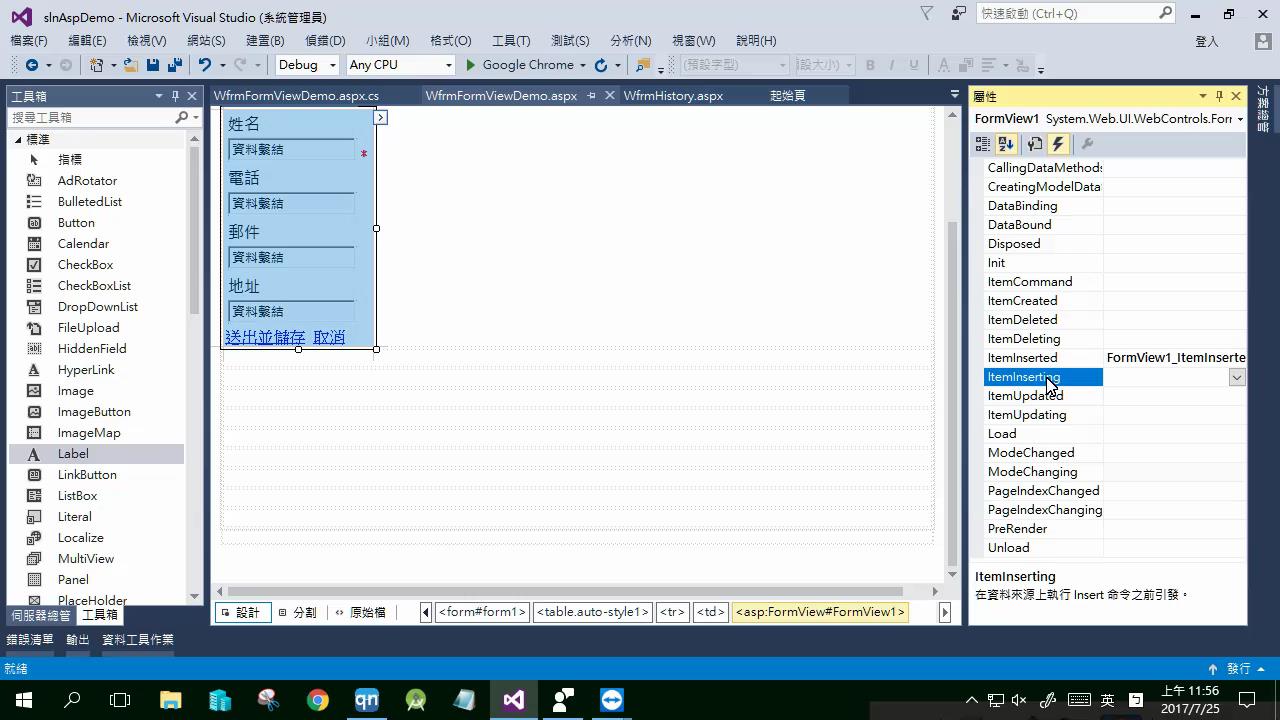 slnAspDemo - Microsoft Visual Studio (系統管理員)
快速啟動 (Ctrl+Q)
檔案(F) 編輯(E) 檢視(V) 網站(S) 建置(B) 偵錯(D) 小組(M) 格式(O) 工具(T) 測試(S) 分析(N) 視窗(W) 說明(H)
登入
Debug Any CPU Google Chrome (預設字型) (設大小) B I U
工具箱
搜尋工具箱
標準
指標
AdRotator
BulletedList
Button
Calendar
CheckBox
CheckBoxList
DropDownList
FileUpload
HiddenField
HyperLink
Image
ImageButton
ImageMap
Label
LinkButton
ListBox
Literal
Localize
MultiView
Panel
PlaceHolder
伺服器總管 工具箱
WfrmFormViewDemo.aspx.cs WfrmFormViewDemo.aspx WfrmHistory.aspx 起始頁
姓名
資料繫結 *
電話
資料繫結
郵件
資料繫結
地址
資料繫結
送出並儲存 取消
設計 分割 原始檔 <form#form1> <table.auto-style1> <tr> <td> <asp:FormView#FormView1>
屬性
FormView1 System.Web.UI.WebControls.For
CallingDataMethods
CreatingModelData
DataBinding
DataBound
Disposed
Init
ItemCommand
ItemCreated
ItemDeleted
ItemDeleting
ItemInserted FormView1_ItemInserte
ItemInserting
ItemUpdated
ItemUpdating
Load
ModeChanged
ModeChanging
PageIndexChanged
PageIndexChanging
PreRender
Unload
ItemInserting
在資料來源上執行 Insert 命令之前引發。
方案總管
錯誤清單 輸出 資料工具作業
就緒
發行
qn
英
上午 11:56
2017/7/25